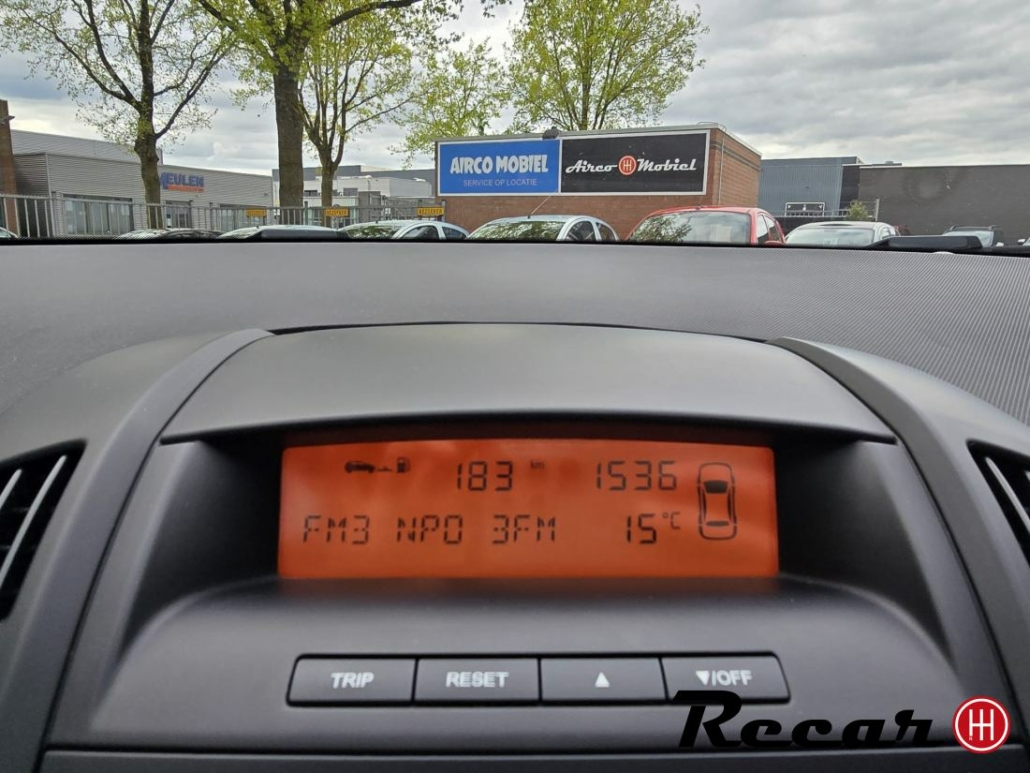 AIRCO MOBIEL
SERVICE OP LOCATIE
Airco Mobiel
183 km 1536
FM3 NPO 3FM 15°C
TRIP RESET ▲ ▼/OFF
Recar